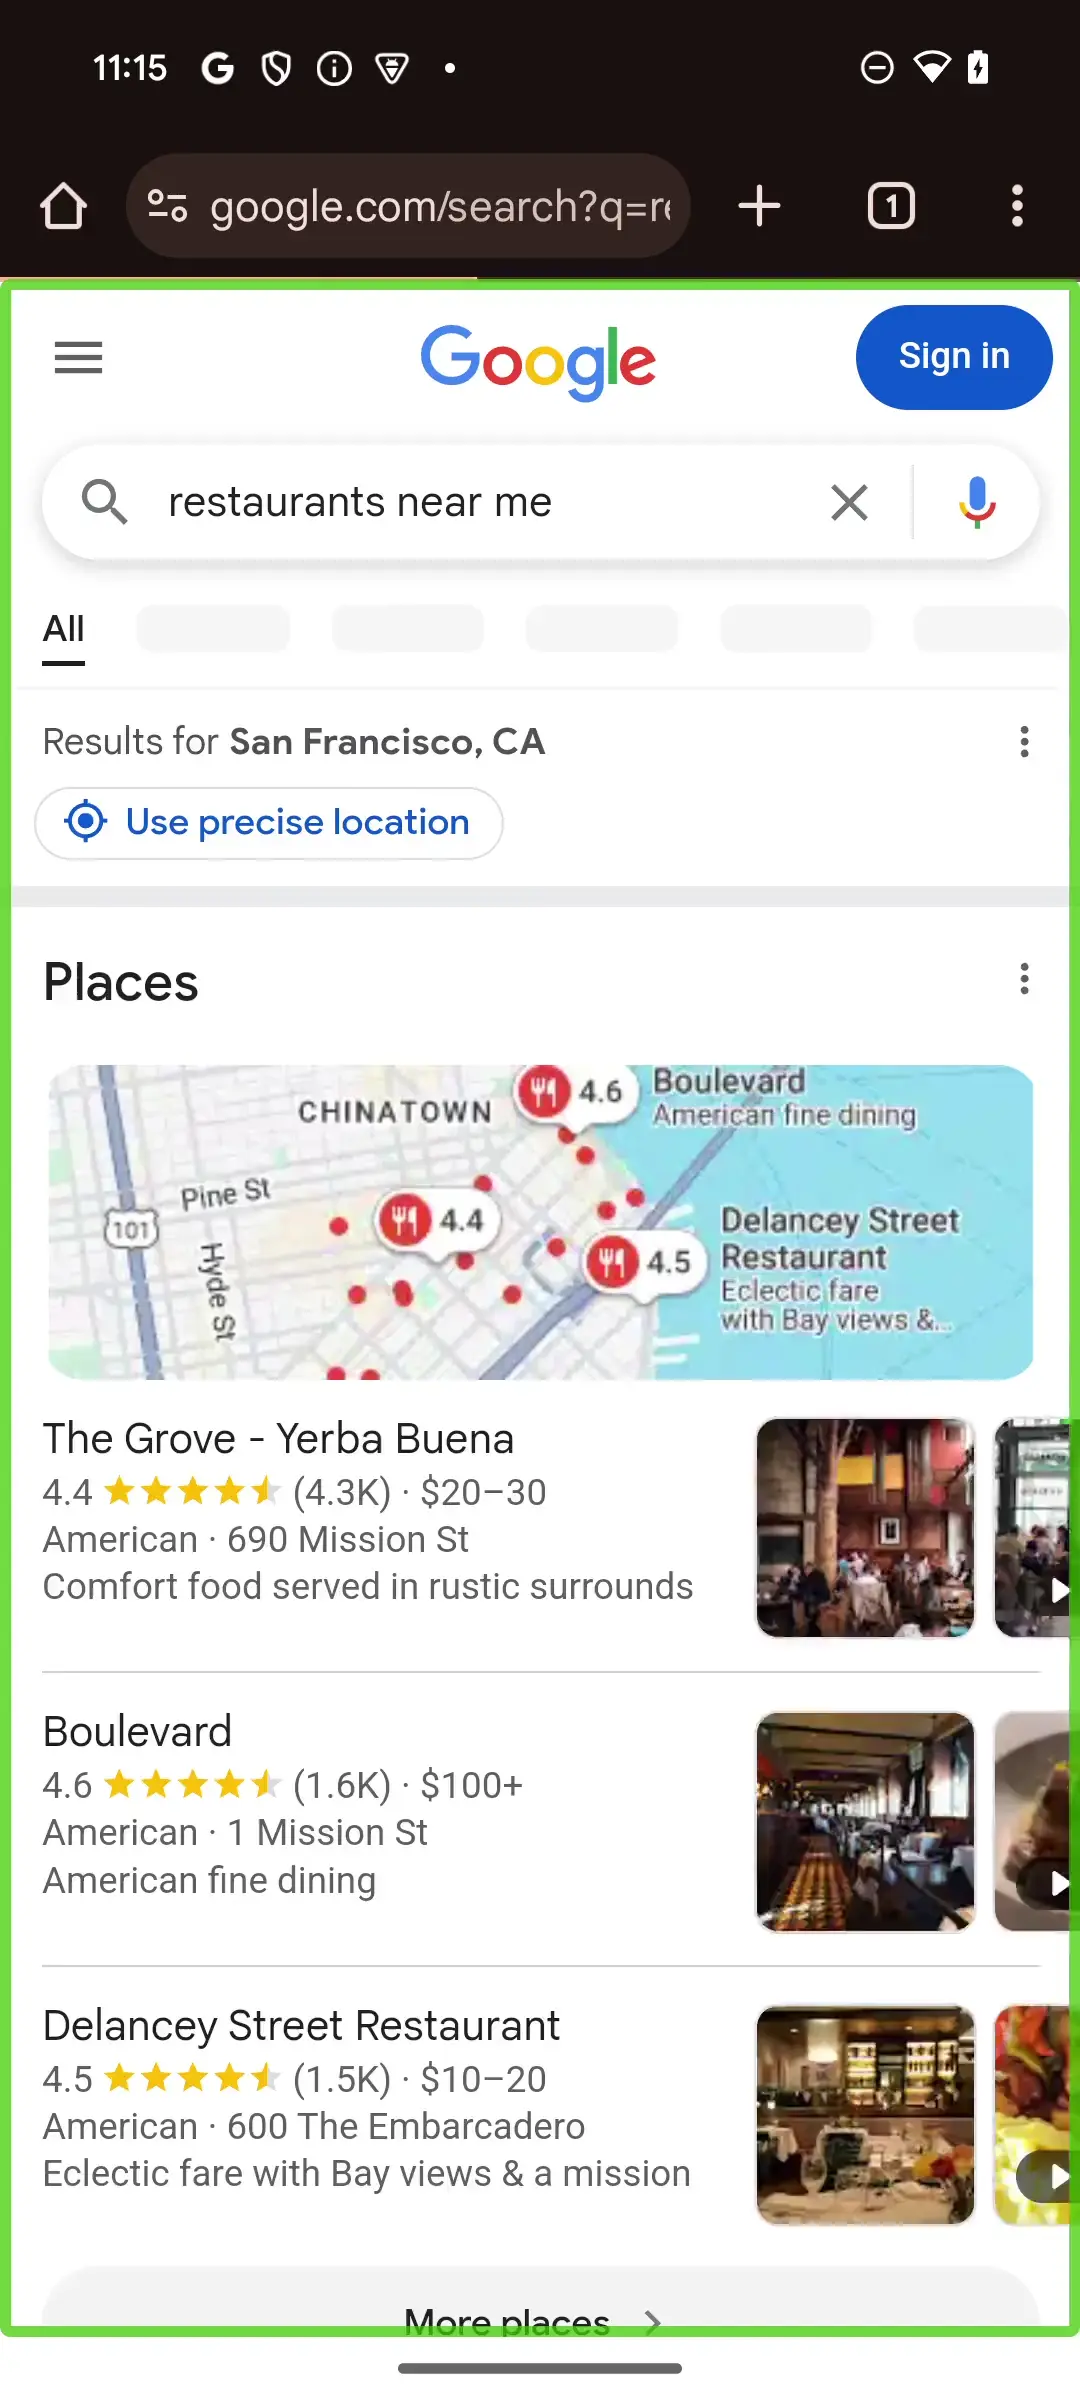 11:15
google.com/search?q=re
1
Google
Sign in
restaurants near me
All
Results for San Francisco, CA
Use precise location
Places
CHINATOWN
4.6
Boulevard
American fine dining
Pine St
101
Hyde St
4.4
4.5
Delancey Street
Restaurant
Eclectic fare
with Bay views &...
The Grove - Yerba Buena
4.4 (4.3K) · $20–30
American · 690 Mission St
Comfort food served in rustic surrounds
Boulevard
4.6 (1.6K) · $100+
American · 1 Mission St
American fine dining
Delancey Street Restaurant
4.5 (1.5K) · $10–20
American · 600 The Embarcadero
Eclectic fare with Bay views & a mission
More places